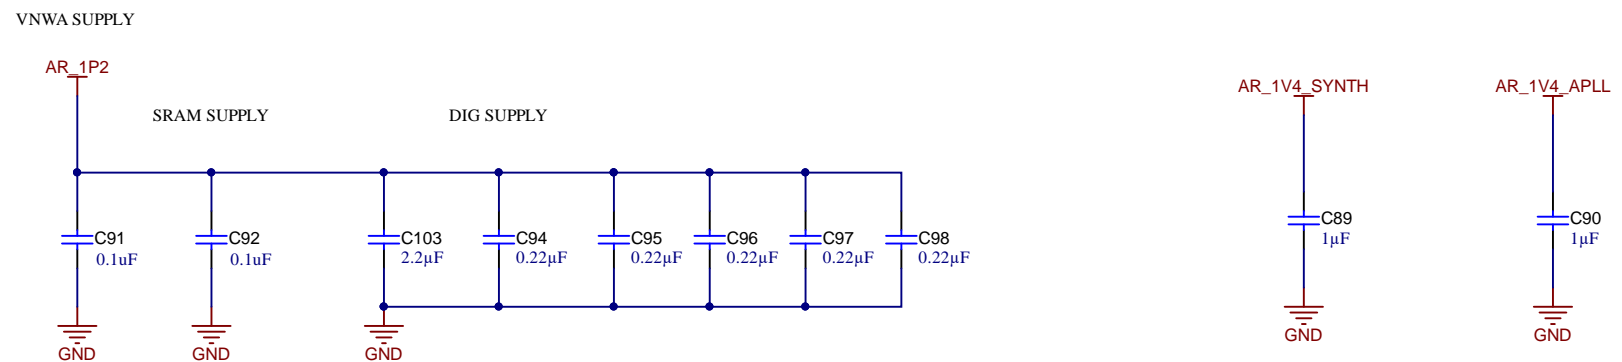 VNWA SUPPLY
AR_1P2
AR_1V4_SYNTH
AR_1V4_APLL
SRAM SUPPLY
DIG SUPPLY
C91
0.1uF
C92
0.1uF
C103
2.2µF
C94
0.22µF
C95
0.22µF
C96
0.22µF
C97
0.22µF
C98
0.22µF
C89
1µF
C90
1µF
GND
GND
GND
GND
GND